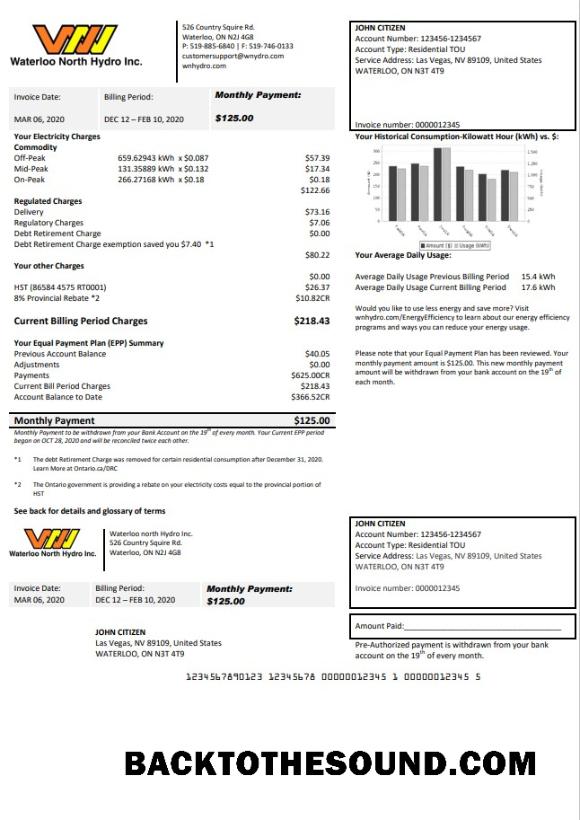 Waterloo North Hydro Inc.
526 Country Squire Rd.
Waterloo, ON N2J 4G8
P: 519-885-6840 | F: 519-746-0133
customersupport@wnydro.com
wnhydro.com
JOHN CITIZEN
Account Number: 123456-1234567
Account Type: Residential TOU
Service Address: Las Vegas, NV 89109, United States
WATERLOO, ON N3T 4T9
Invoice number: 0000012345
Invoice Date: Billing Period: Monthly Payment:
MAR 06, 2020 DEC 12 – FEB 10, 2020 $125.00
Your Electricity Charges
Commodity
Off-Peak 659.62943 kWh x $0.087 $57.39
Mid-Peak 131.35889 kWh x $0.132 $17.34
On-Peak 266.27168 kWh x $0.18 $0.18
$122.66
Regulated Charges
Delivery $73.16
Regulatory Charges $7.06
Debt Retirement Charge $0.00
Debt Retirement Charge exemption saved you $7.40 *1
$80.22
Your other Charges
$0.00
HST (86584 4575 RT0001) $26.37
8% Provincial Rebate *2 $10.82CR
Current Billing Period Charges $218.43
Your Equal Payment Plan (EPP) Summary
Previous Account Balance $40.05
Adjustments $0.00
Payments $625.00CR
Current Bill Period Charges $218.43
Account Balance to Date $366.52CR
Monthly Payment $125.00
Monthly Payment to be withdrawn from your Bank Account on the 19th of every month. Your Current EPP period
began on OCT 28, 2020 and will be reconciled twice each other.
*1 The debt Retirement Charge was removed for certain residential consumption after December 31, 2020.
Learn More at Ontario.ca/DRC
*2 The Ontario government is providing a rebate on your electricity costs equal to the provincial portion of
HST
See back for details and glossary of terms
Your Historical Consumption-Kilowatt Hour (kWh) vs. $:
300
250
200
150
100
50
0
1,500
1,250
1,000
750
500
250
0
Amount ($) Usage (kWh)
Your Average Daily Usage:
Average Daily Usage Previous Billing Period 15.4 kWh
Average Daily Usage Current Billing Period 17.6 kWh
Would you like to use less energy and save more? Visit
wnhydro.com/EnergyEfficiency to learn about our energy efficiency
programs and ways you can reduce your energy usage.
Please note that your Equal Payment Plan has been reviewed. Your
monthly payment amount is $125.00. This new monthly payment
amount will be withdrawn from your bank account on the 19th of
each month.
Waterloo North Hydro Inc.
Waterloo north Hydro Inc.
526 Country Squire Rd.
Waterloo, ON N2J 4G8
JOHN CITIZEN
Account Number: 123456-1234567
Account Type: Residential TOU
Service Address: Las Vegas, NV 89109, United States
WATERLOO, ON N3T 4T9
Invoice number: 0000012345
Invoice Date: Billing Period: Monthly Payment:
MAR 06, 2020 DEC 12 – FEB 10, 2020 $125.00
Amount Paid:
JOHN CITIZEN
Las Vegas, NV 89109, United States
WATERLOO, ON N3T 4T9
Pre-Authorized payment is withdrawn from your bank
account on the 19th of every month.
1234567890123 12345678 00000012345 1 00000012345 5
BACKTOTHESOUND.COM